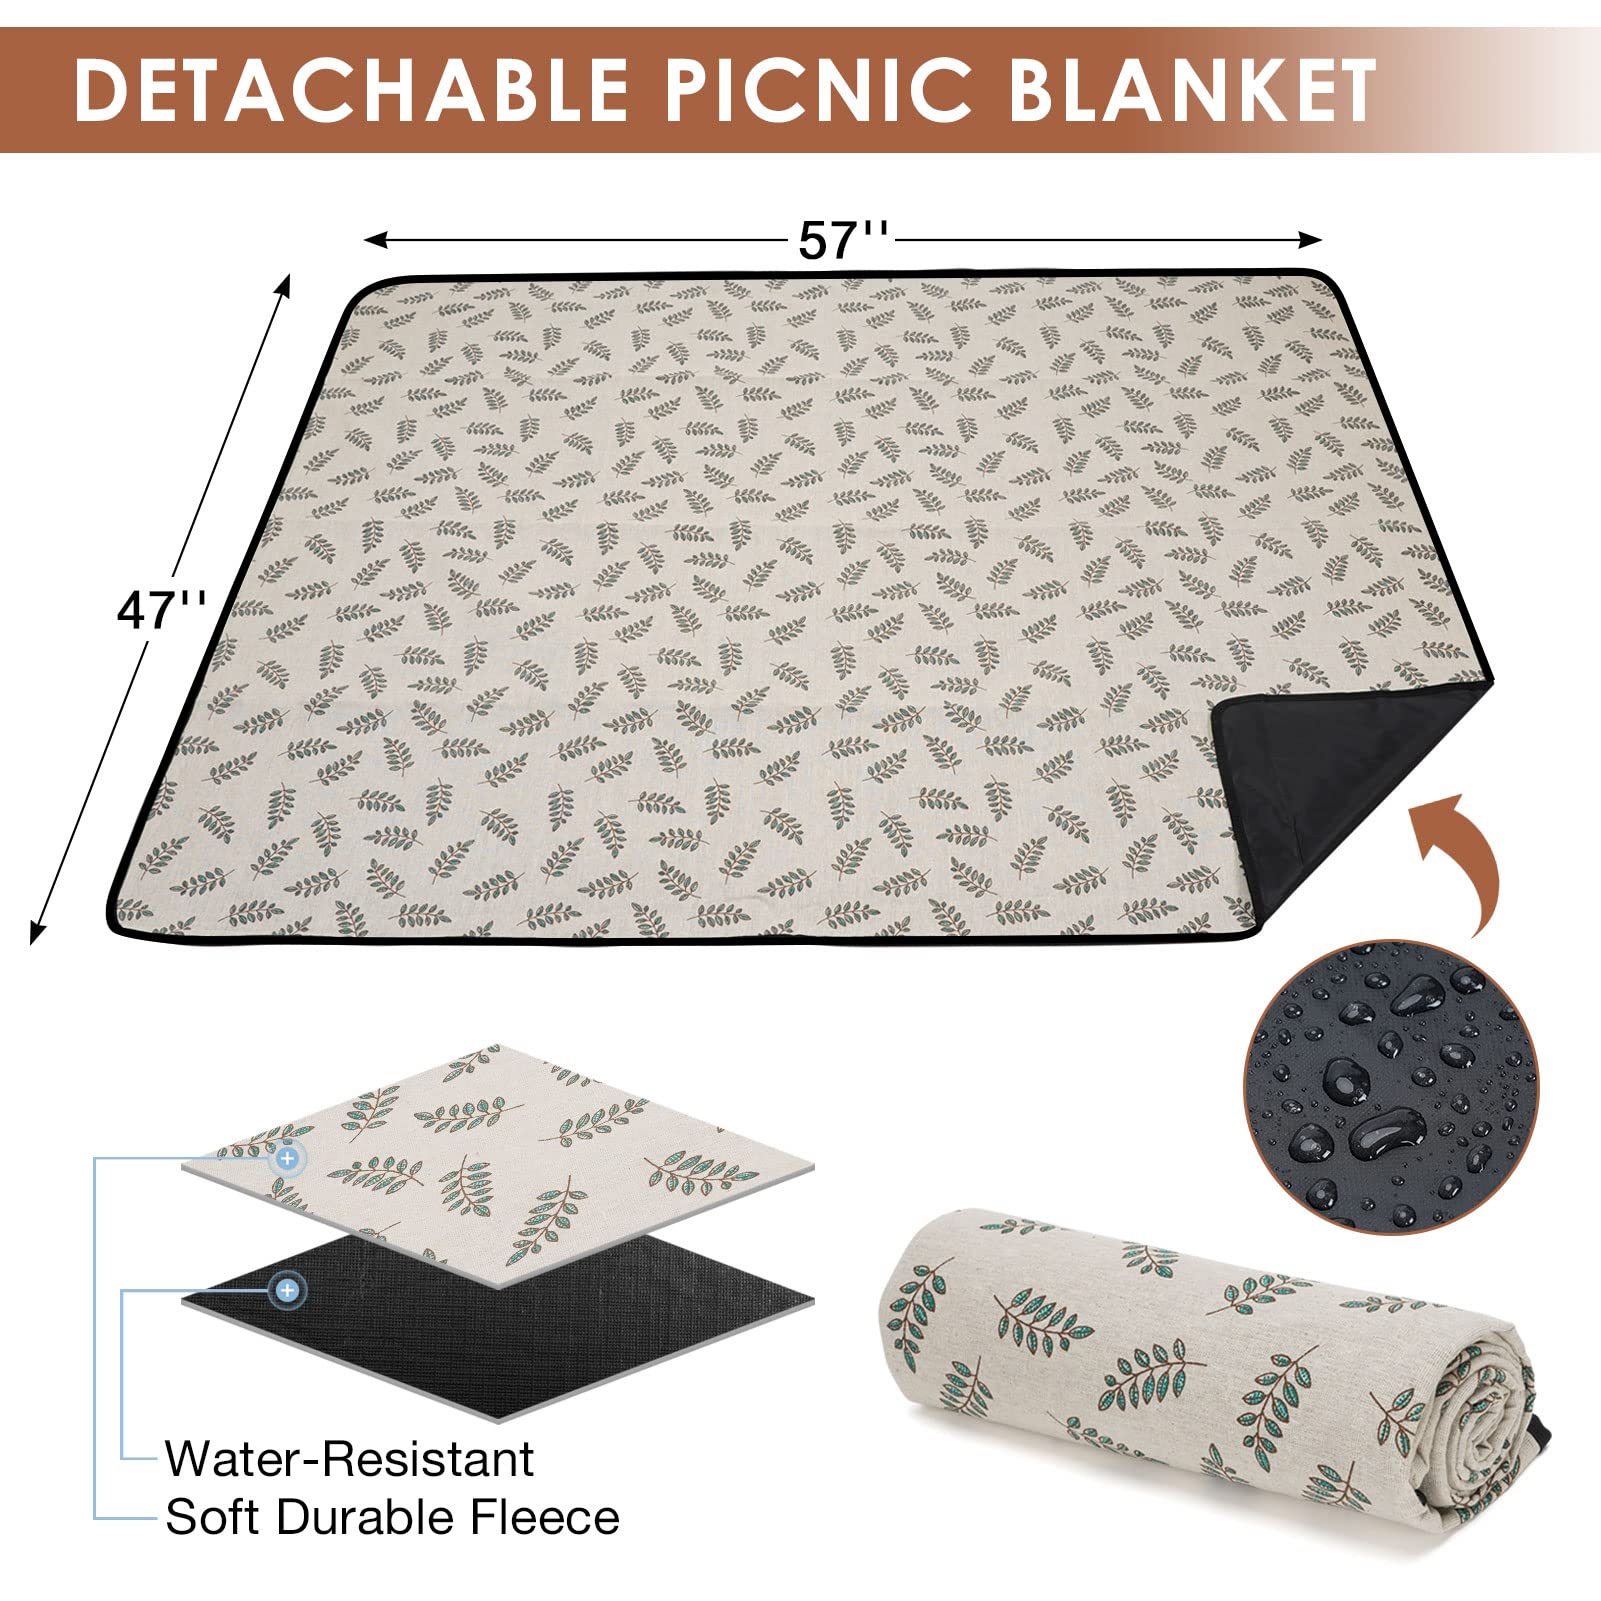 DETACHABLE PICNIC BLANKET
57''
47''
Water-Resistant
Soft Durable Fleece